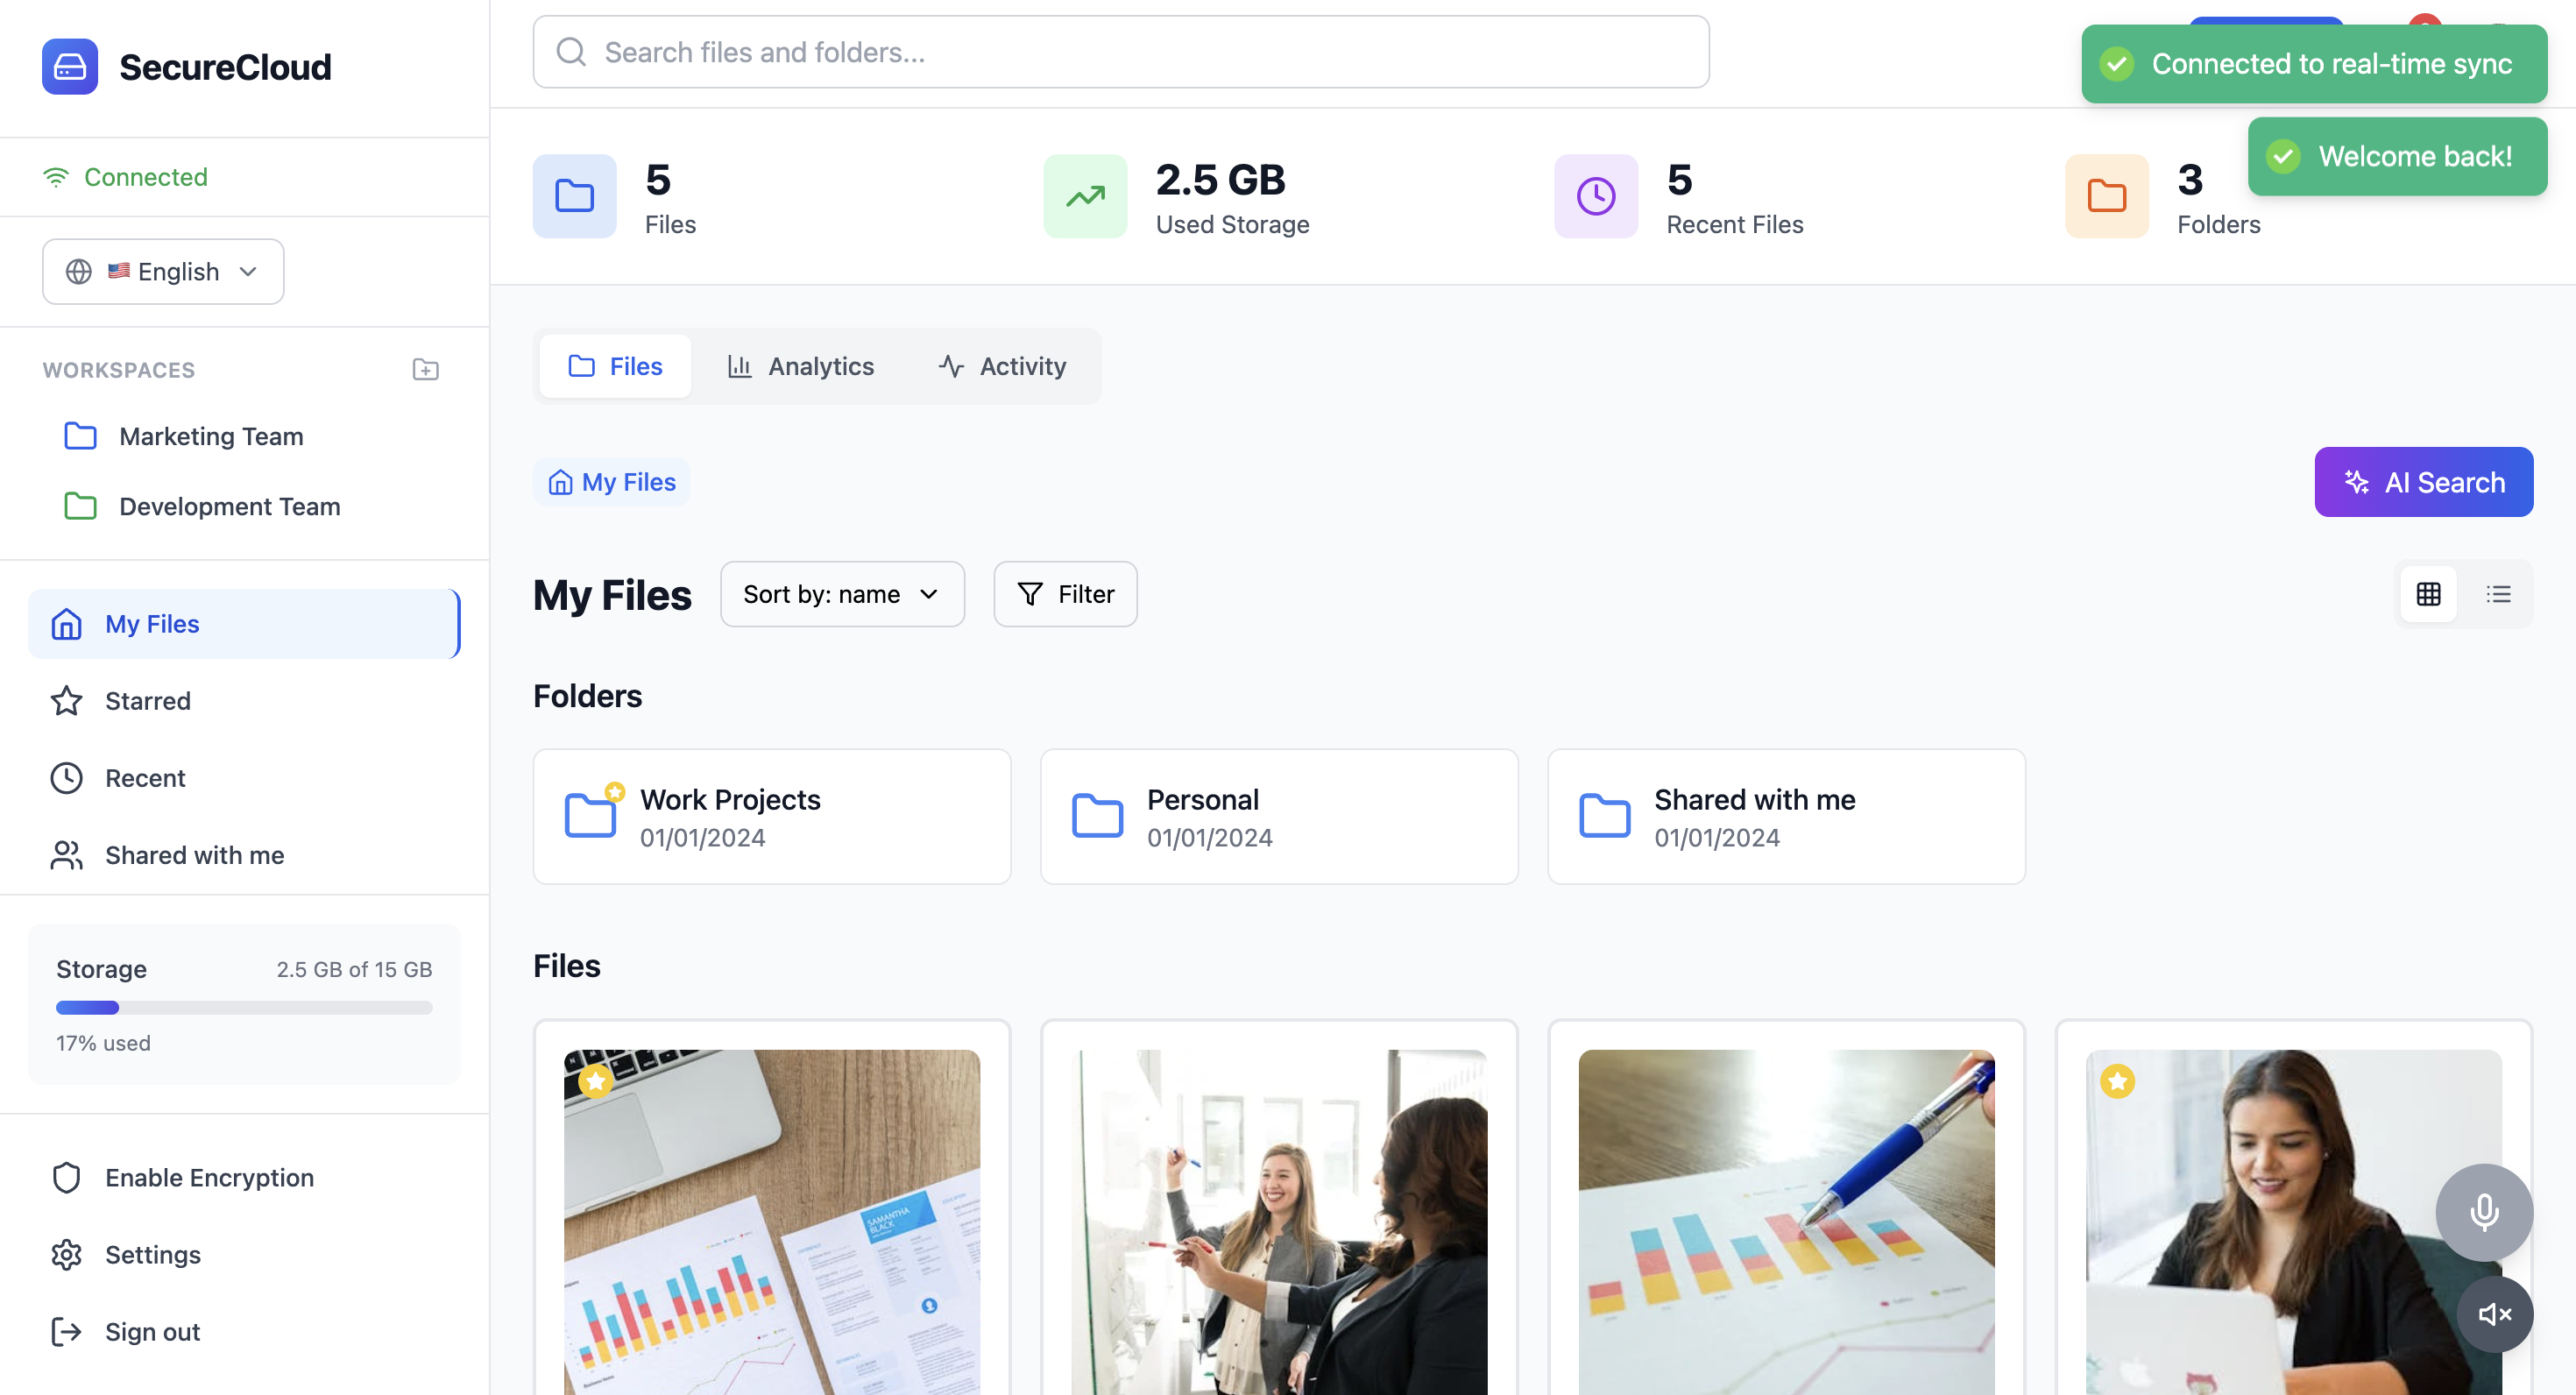 SecureCloud
Connected
English
WORKSPACES
Marketing Team
Development Team
My Files
Starred
Recent
Shared with me
Storage 2.5 GB of 15 GB
17% used
Enable Encryption
Settings
Sign out
Search files and folders...
Connected to real-time sync
Welcome back!
5
Files
2.5 GB
Used Storage
5
Recent Files
3
Folders
Files Analytics Activity
My Files
AI Search
My Files Sort by: name Filter
Folders
Work Projects
01/01/2024
Personal
01/01/2024
Shared with me
01/01/2024
Files
SAMANTHA
BLACK